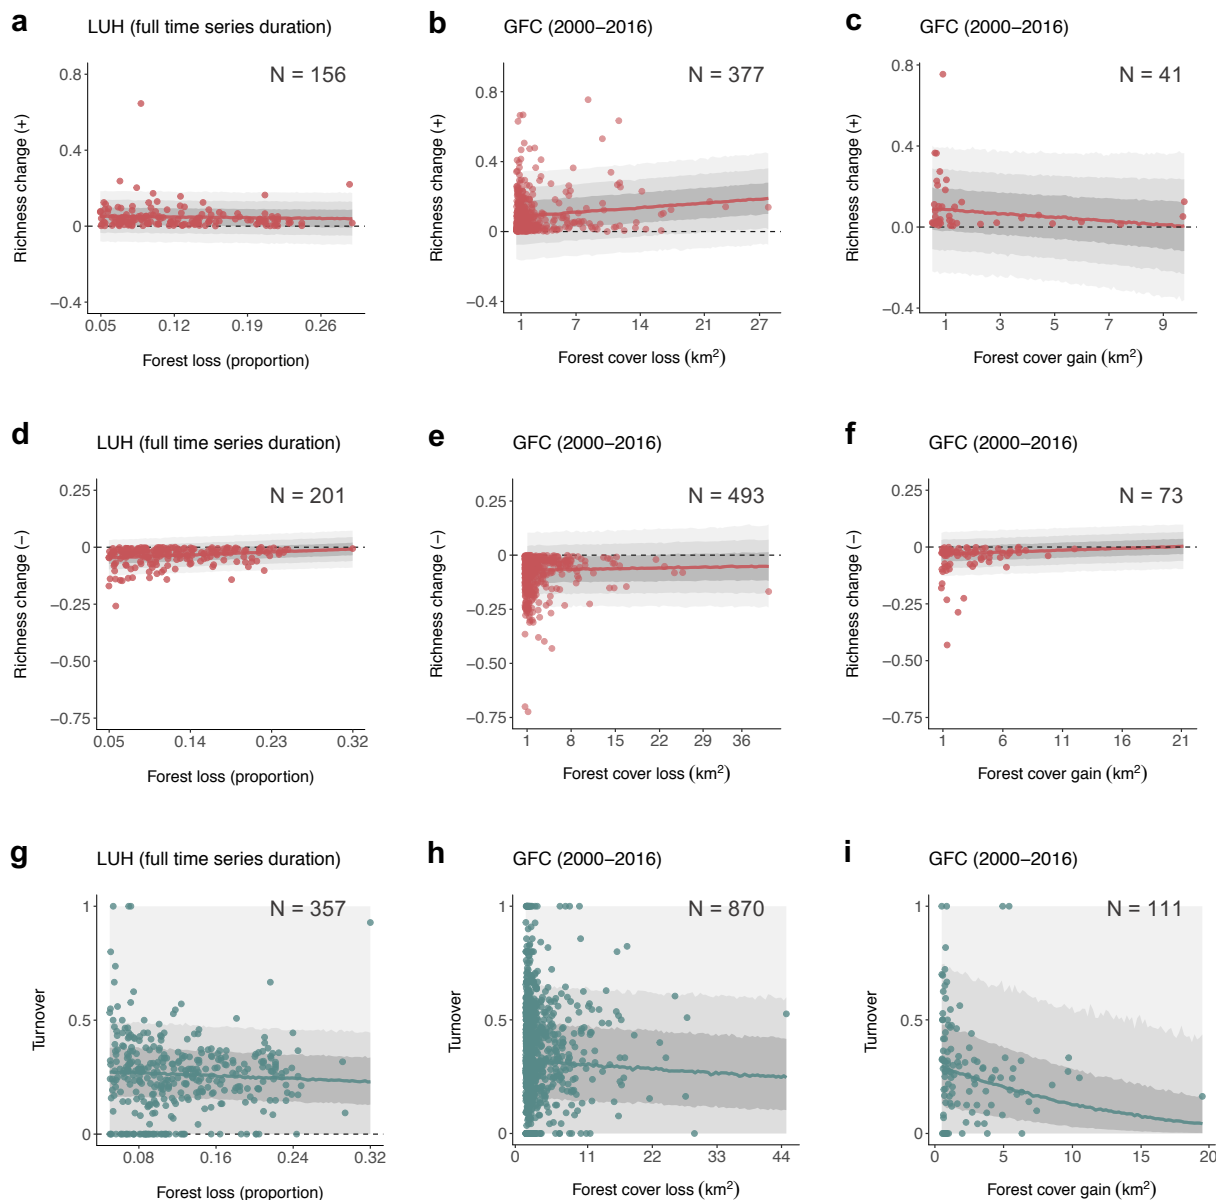 a
LUH (full time series duration)
N = 156
Richness change (+)
0.8
0.4
0
−0.4
0.05 0.12 0.19 0.26
Forest loss (proportion)
b
GFC (2000−2016)
N = 377
Richness change (+)
0.8
0.4
0
−0.4
1 7 14 21 27
Forest cover loss (km²)
c
GFC (2000−2016)
N = 41
Richness change (+)
0.8
0.4
0.0
−0.4
1 3 5 7 9
Forest cover gain (km²)
d
LUH (full time series duration)
N = 201
Richness change (−)
0.25
0
−0.25
−0.50
−0.75
0.05 0.14 0.23 0.32
Forest loss (proportion)
e
GFC (2000−2016)
N = 493
Richness change (−)
0.25
0
−0.25
−0.50
−0.75
1 8 15 22 29 36
Forest cover loss (km²)
f
GFC (2000−2016)
N = 73
Richness change (−)
0.25
0
−0.25
−0.50
−0.75
1 6 11 16 21
Forest cover gain (km²)
g
LUH (full time series duration)
N = 357
Turnover
1
0.5
0
0.08 0.16 0.24 0.32
Forest loss (proportion)
h
GFC (2000−2016)
N = 870
Turnover
1
0.5
0
0 11 22 33 44
Forest cover loss (km²)
i
GFC (2000−2016)
N = 111
Turnover
1
0.5
0
0 5 10 15 20
Forest cover gain (km²)